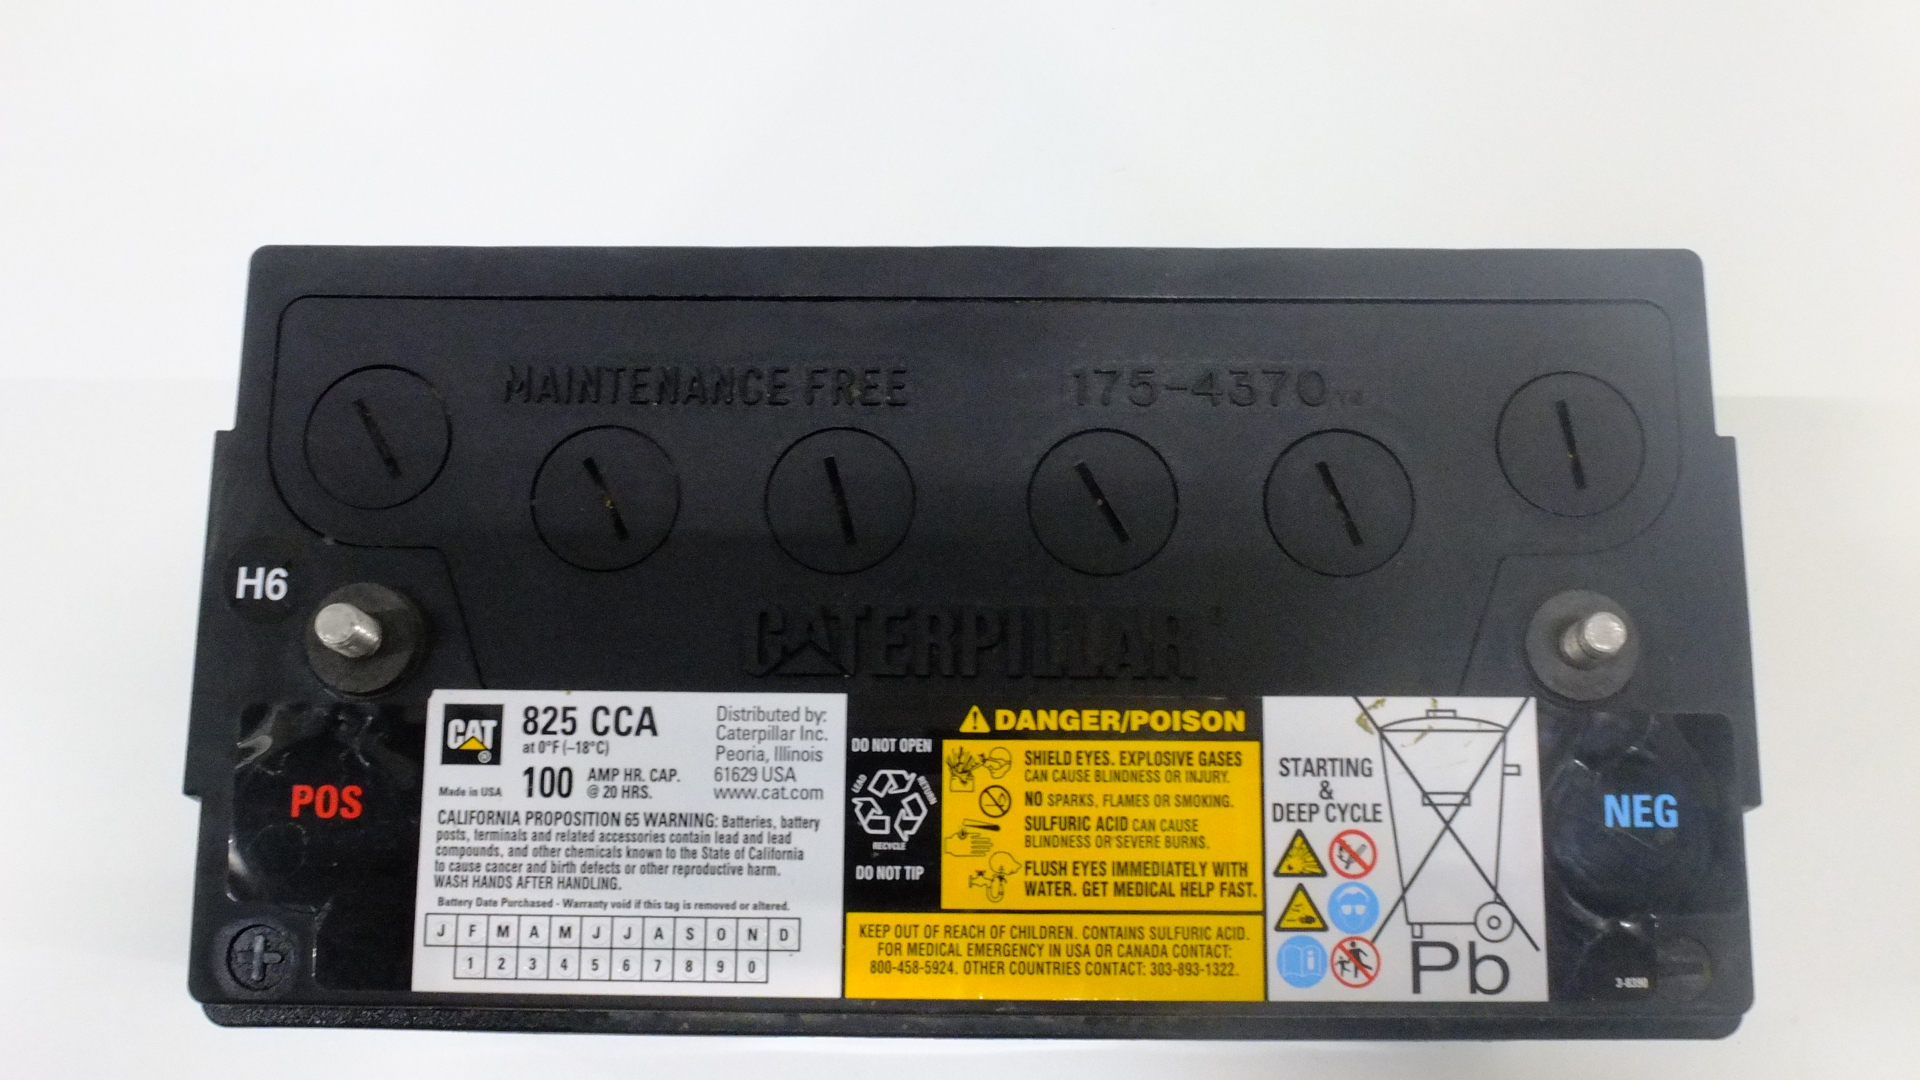 MAINTENANCE FREE
175-4370
H6
CATERPILLAR
POS
CAT
®
825 CCA
at 0°F (–18°C)
Made in USA
100 AMP HR. CAP.
@ 20 HRS.
Distributed by:
Caterpillar Inc.
Peoria, Illinois
61629 USA
www.cat.com
CALIFORNIA PROPOSITION 65 WARNING: Batteries, battery
posts, terminals and related accessories contain lead and lead
compounds, and other chemicals known to the State of California
to cause cancer and birth defects or other reproductive harm.
WASH HANDS AFTER HANDLING.
Battery Date Purchased - Warranty void if this tag is removed or altered.
J F M A M J J A S O N D
1 2 3 4 5 6 7 8 9 0
DO NOT OPEN
LEAD
RETURN
RECYCLE
DO NOT TIP
DANGER/POISON
SHIELD EYES. EXPLOSIVE GASES
CAN CAUSE BLINDNESS OR INJURY.
NO SPARKS, FLAMES OR SMOKING.
SULFURIC ACID CAN CAUSE
BLINDNESS OR SEVERE BURNS.
FLUSH EYES IMMEDIATELY WITH
WATER. GET MEDICAL HELP FAST.
KEEP OUT OF REACH OF CHILDREN. CONTAINS SULFURIC ACID.
FOR MEDICAL EMERGENCY IN USA OR CANADA CONTACT:
800-458-5924. OTHER COUNTRIES CONTACT: 303-893-1322.
STARTING
&
DEEP CYCLE
Pb
NEG
3-8390